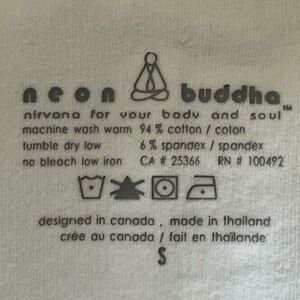 neon buddha™
nirvana for your body and soul
machine wash warm 94 % cotton / coton
tumble dry low 6 % spandex / spandex
no bleach low iron CA # 25366 RN # 100492
designed in canada , made in thailand
crée au canada / fait en thaïlande
S